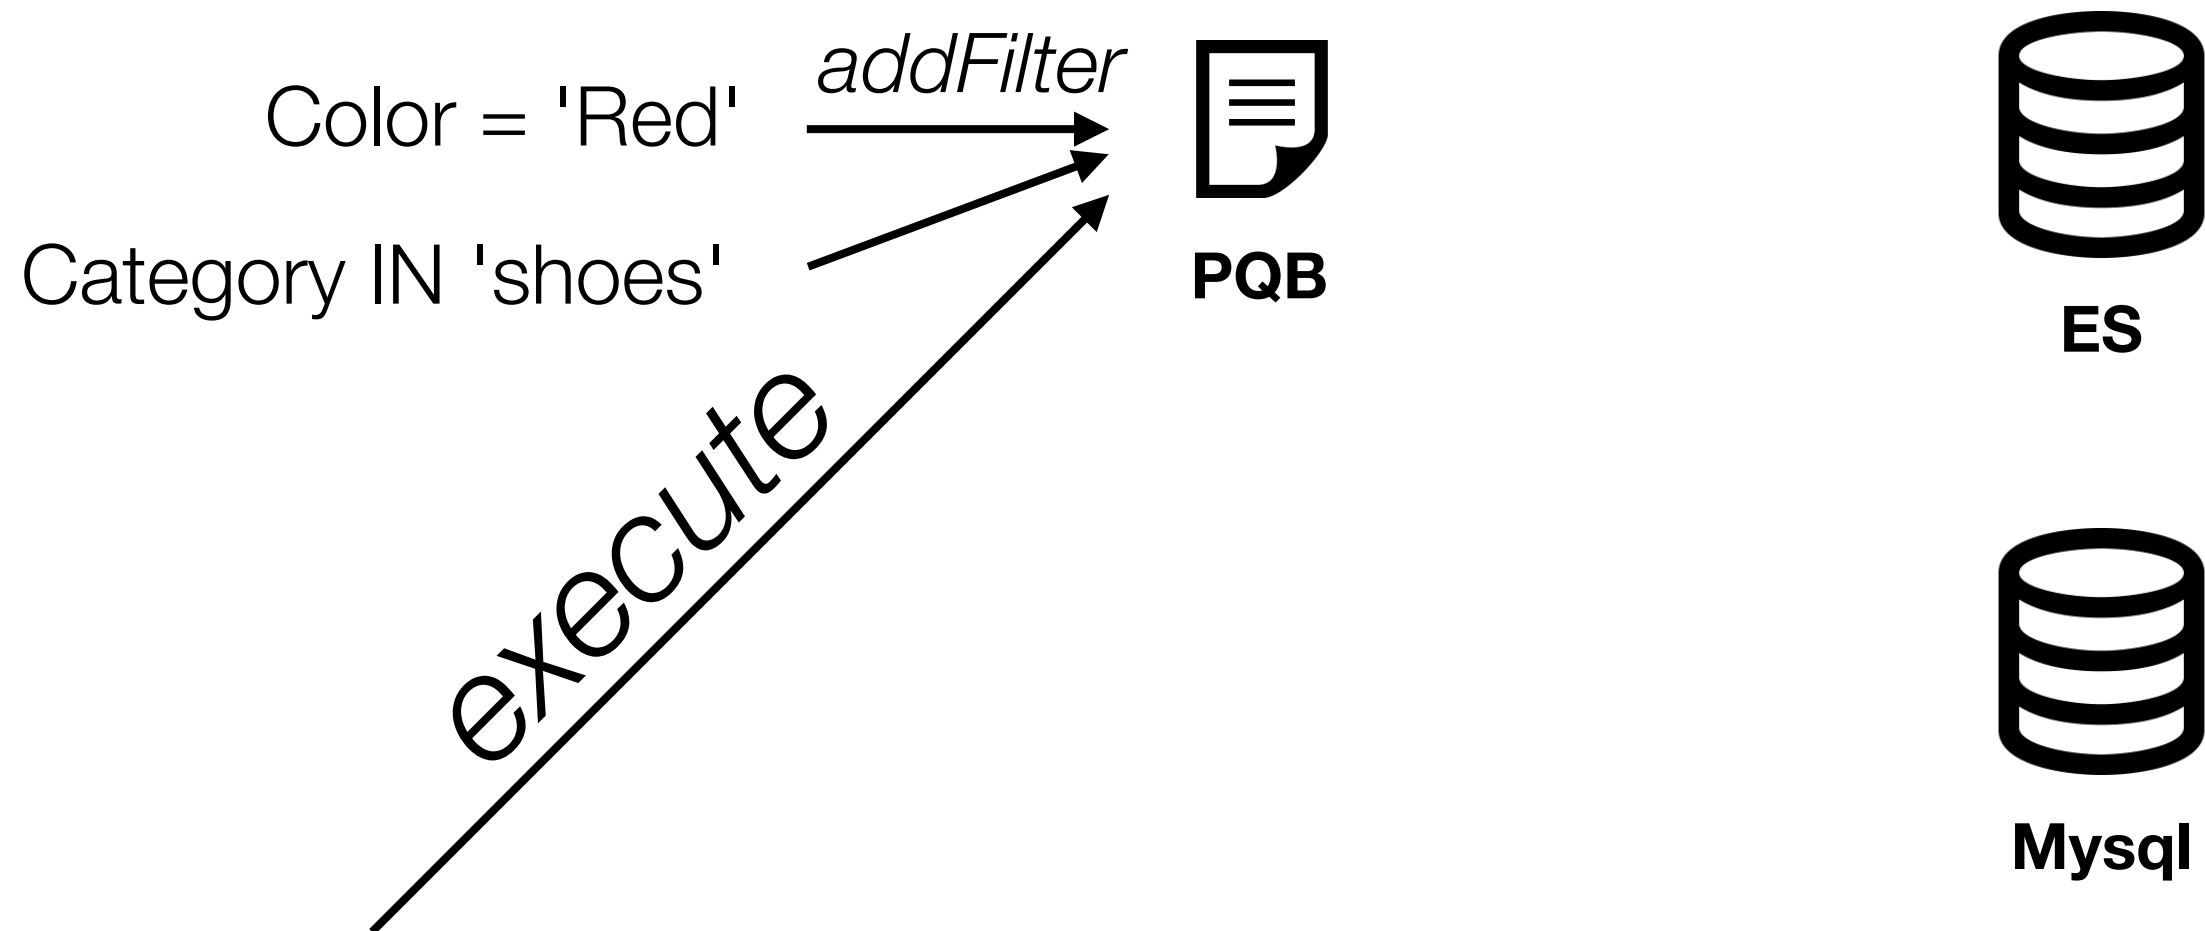 addFilter
Color = 'Red'
Category IN 'shoes'
PQB
ES
execute
Mysql